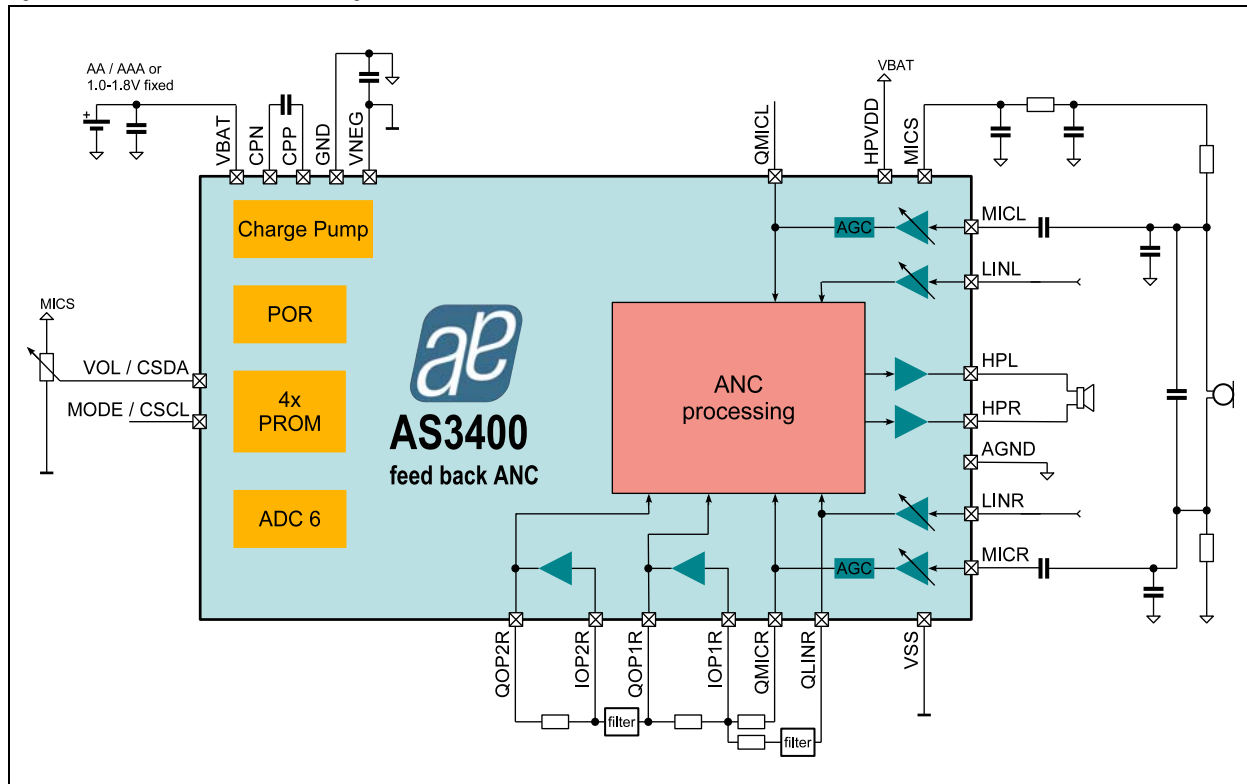 AA / AAA or
1.0-1.8V fixed
VBAT
CPN
CPP
GND
VNEG
QMICL
VBAT
HPVDD
MICS
Charge Pump
POR
4x
PROM
ADC 6
MICS
VOL / CSDA
MODE / CSCL
ae
AS3400
feed back ANC
ANC
processing
AGC
MICL
LINL
HPL
HPR
AGND
LINR
AGC
MICR
QOP2R
IOP2R
QOP1R
IOP1R
QMICR
QLINR
VSS
filter
filter